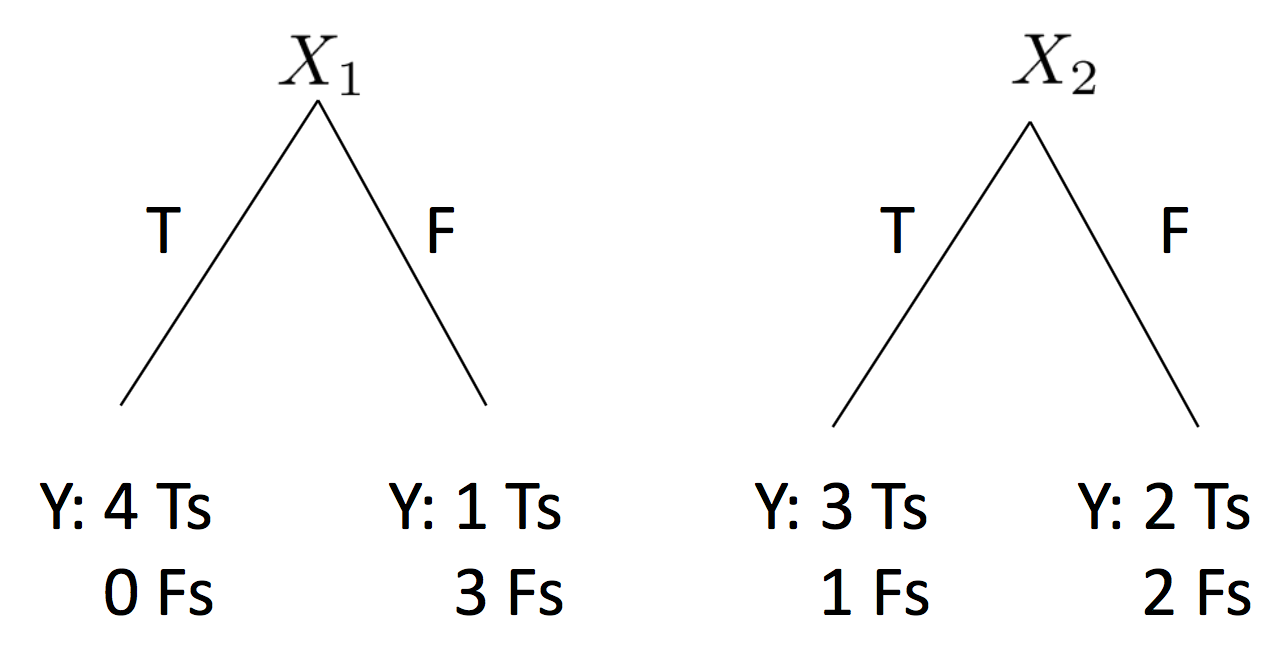 X₁
T F
Y: 4 Ts
0 Fs
Y: 1 Ts
3 Fs
X₂
T F
Y: 3 Ts
1 Fs
Y: 2 Ts
2 Fs